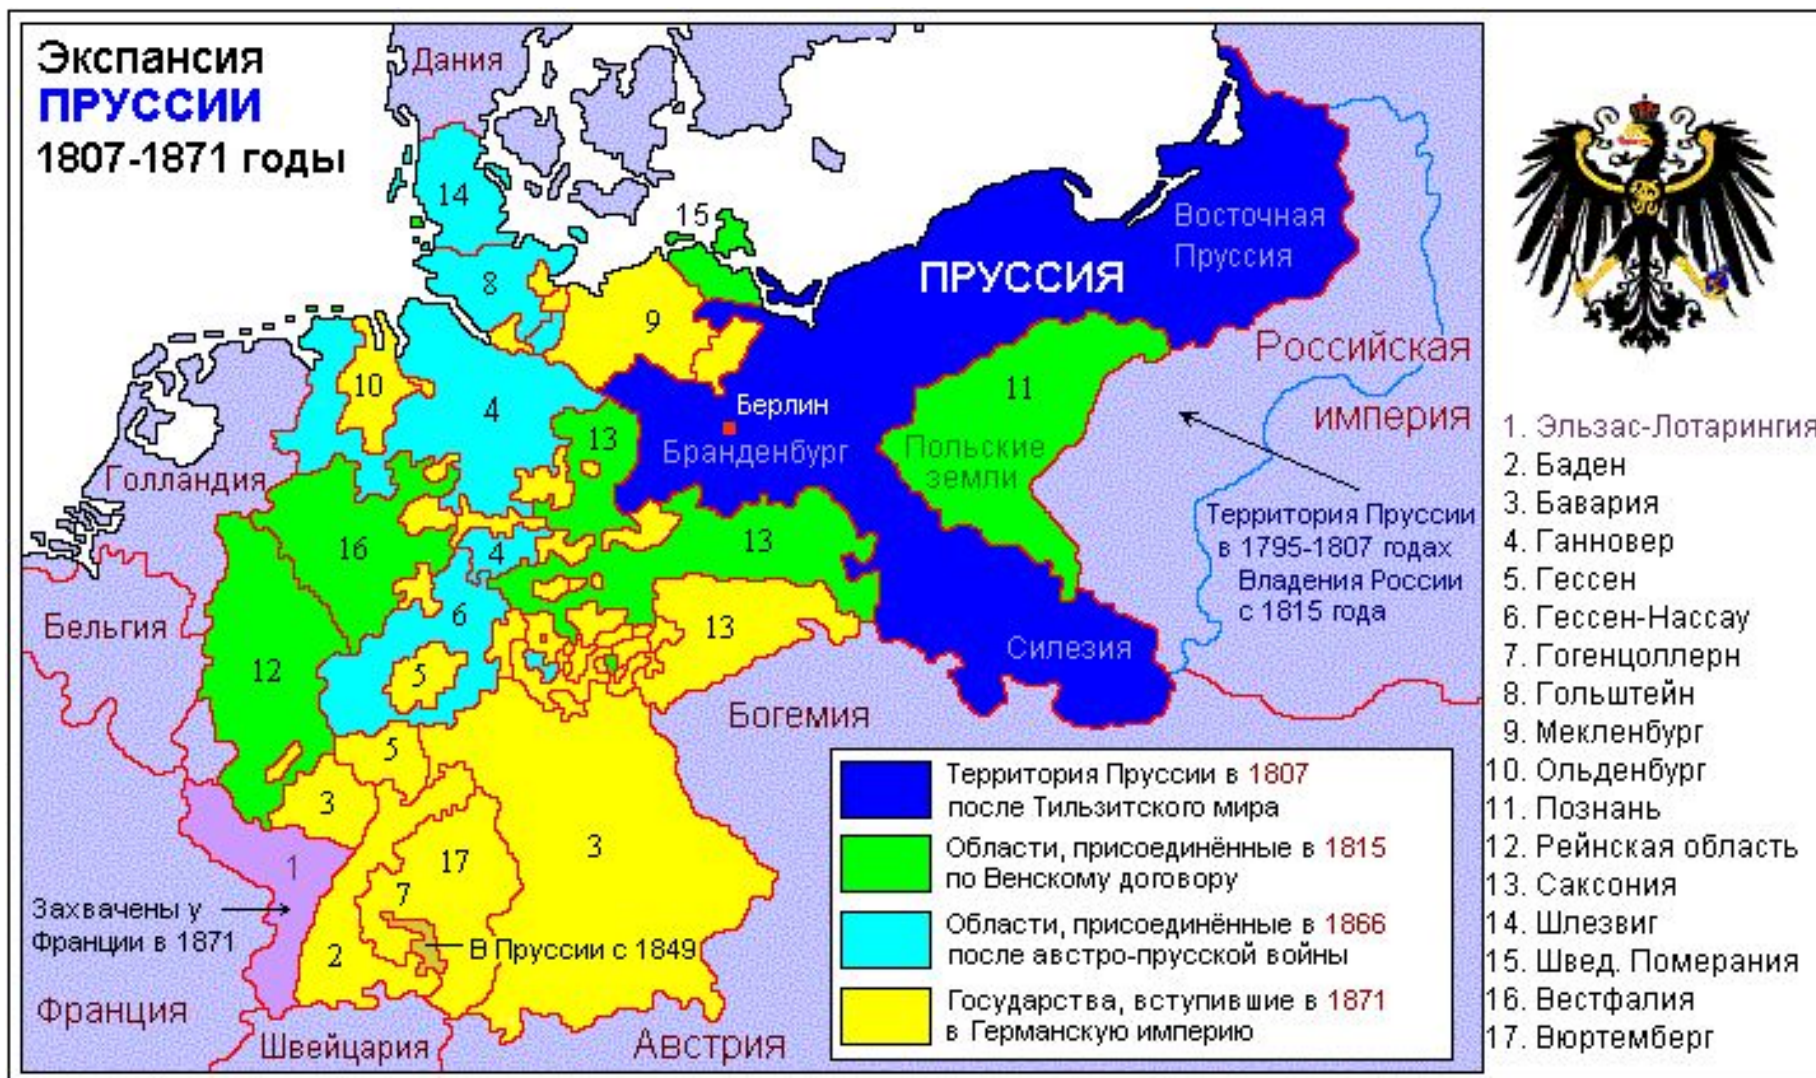 Экспансия
ПРУССИИ
1807-1871 годы
Дания
14
15
8
9
10
4
13
Голландия
16
4
6
12
5
Бельгия
Восточная
Пруссия
ПРУССИЯ
Российская
империя
11
Польские
земли
Берлин
Бранденбург
13
13
Территория Пруссии
в 1795-1807 годах
Владения России
с 1815 года
Силезия
Богемия
5
3
3
1
17
7
2
Захвачены у
Франции в 1871
В Пруссии с 1849
Франция
Швейцария
Австрия
Территория Пруссии в 1807
после Тильзитского мира
Области, присоединённые в 1815
по Венскому договору
Области, присоединённые в 1866
после австро-прусской войны
Государства, вступившие в 1871
в Германскую империю
1. Эльзас-Лотарингия
2. Баден
3. Бавария
4. Ганновер
5. Гессен
6. Гессен-Нассау
7. Гогенцоллерн
8. Гольштейн
9. Мекленбург
10. Ольденбург
11. Познань
12. Рейнская область
13. Саксония
14. Шлезвиг
15. Швед. Померания
16. Вестфалия
17. Вюртемберг